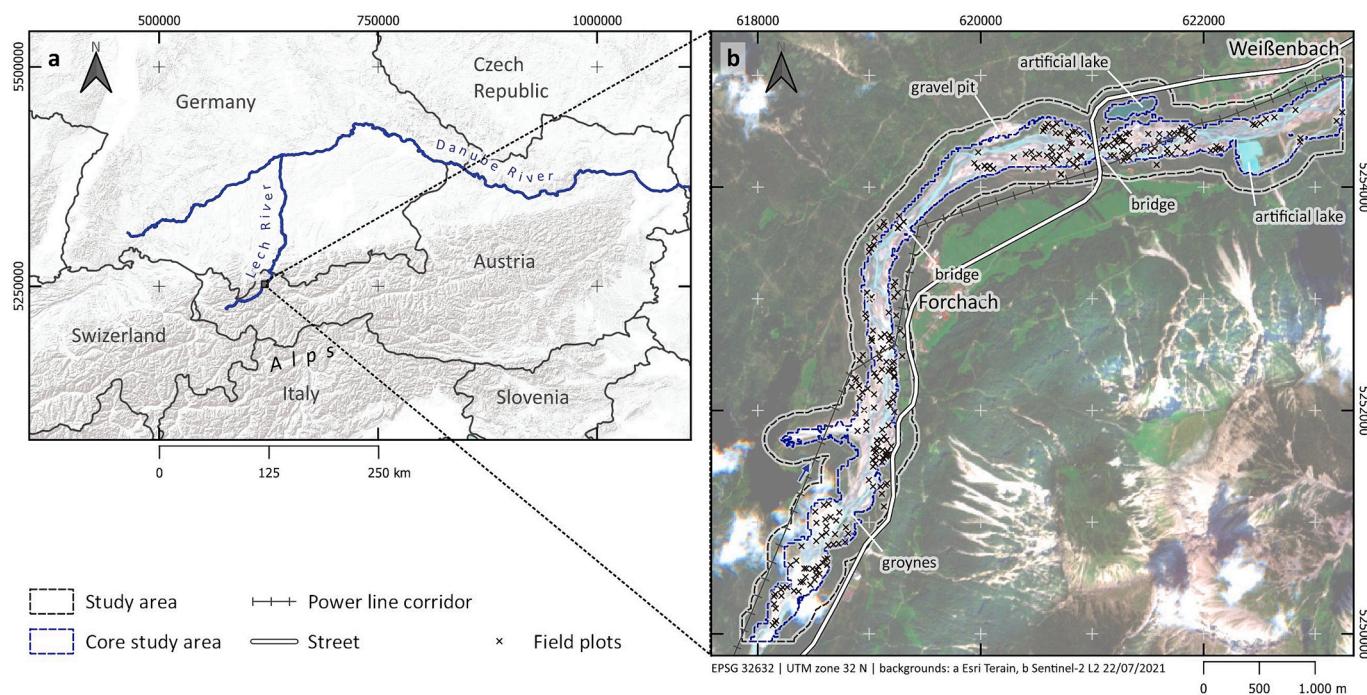 500000
750000
1000000
5500000
5250000
a
N
Germany
Czech
Republic
Danube River
Lech River
Austria
Swizerland
Alps
Italy
Slovenia
0
125
250 km
618000
620000
622000
b
N
Weißenbach
artificial lake
gravel pit
5254000
bridge
artificial lake
bridge
Forchach
5252000
groynes
5250000
Study area
Power line corridor
Core study area
Street
Field plots
EPSG 32632 | UTM zone 32 N | backgrounds: a Esri Terain, b Sentinel-2 L2 22/07/2021
0
500
1.000 m